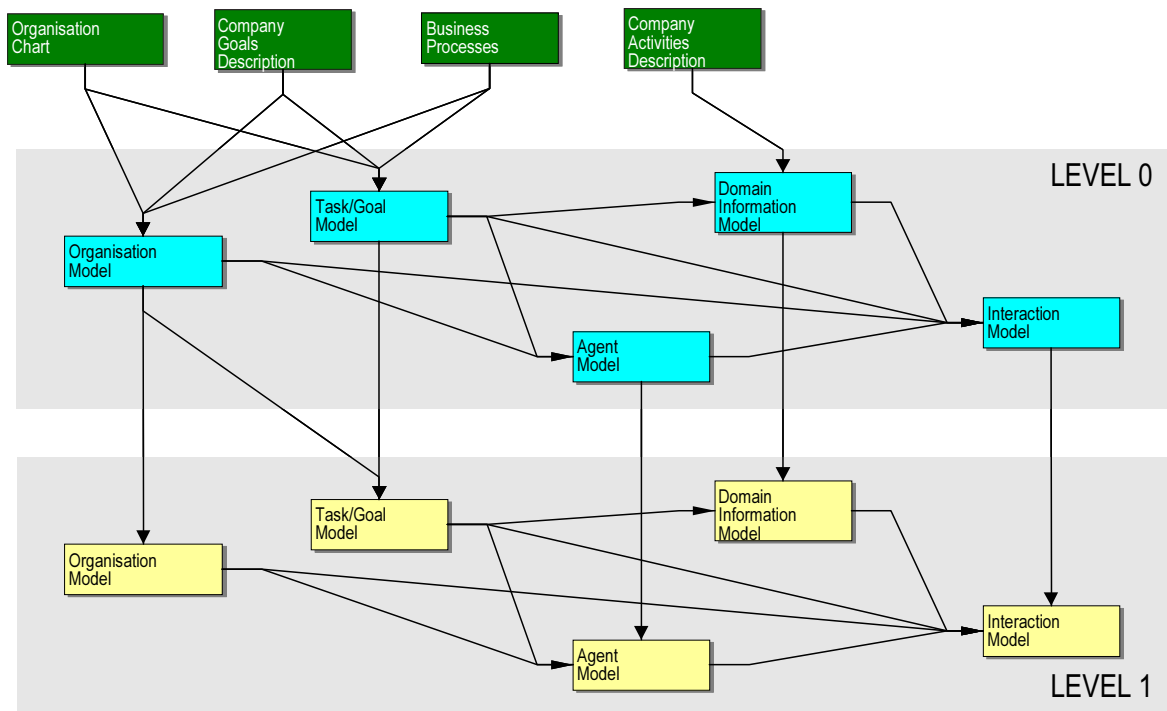 Organisation
Chart
Company
Goals
Description
Business
Processes
Company
Activities
Description
LEVEL 0
Domain
Information
Model
Task/Goal
Model
Organisation
Model
Interaction
Model
Agent
Model
Domain
Information
Model
Task/Goal
Model
Organisation
Model
Interaction
Model
Agent
Model
LEVEL 1